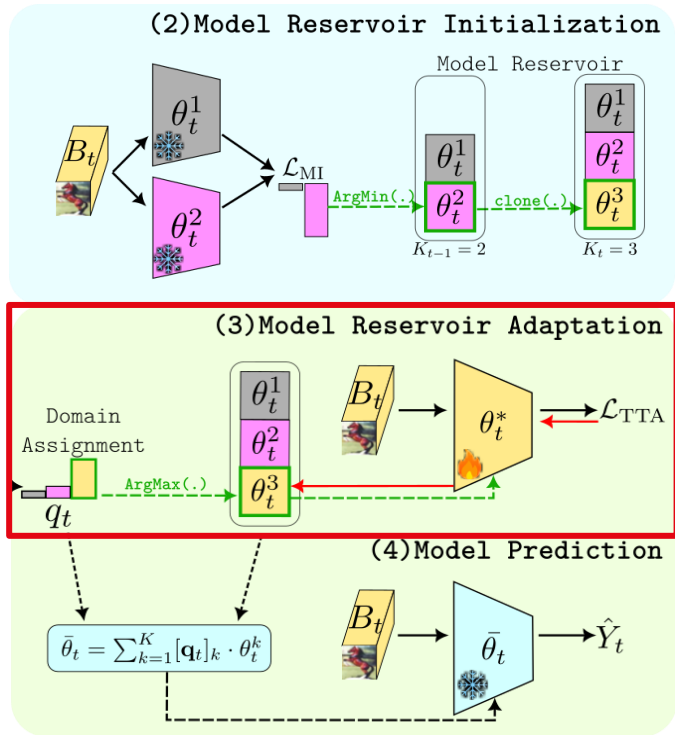 (2)Model Reservoir Initialization
Model Reservoir
B_t
θ_t^1
θ_t^2
ℒ_MI
ArgMin(.)
θ_t^1
θ_t^2
K_{t−1} = 2
clone(.)
θ_t^1
θ_t^2
θ_t^3
K_t = 3
(3)Model Reservoir Adaptation
Domain
Assignment
q_t
ArgMax(.)
θ_t^1
θ_t^2
θ_t^3
B_t
θ_t^*
ℒ_TTA
(4)Model Prediction
θ̄_t = ∑_{k=1}^K [𝐪_t]_k · θ_t^k
B_t
θ̄_t
Ŷ_t